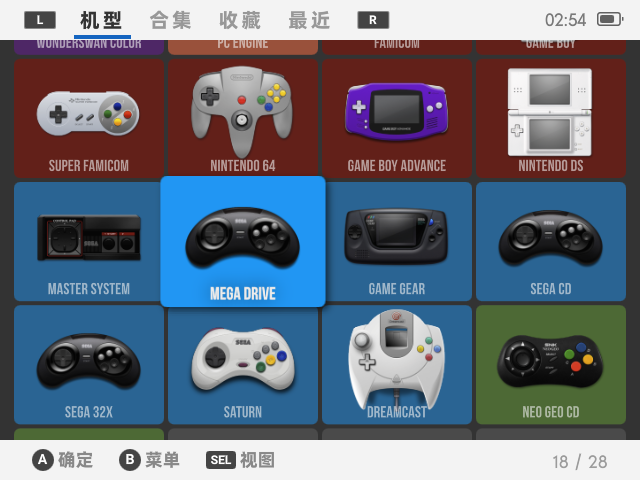 L 机型 合集 收藏 最近 R 02:54
WONDERSWAN COLOR PC ENGINE FAMICOM GAME BOY
SUPER FAMICOM NINTENDO 64 GAME BOY ADVANCE NINTENDO DS
MASTER SYSTEM MEGA DRIVE GAME GEAR SEGA CD
SEGA 32X SATURN DREAMCAST NEO GEO CD
A 确定 B 菜单 SEL 视图 18 / 28